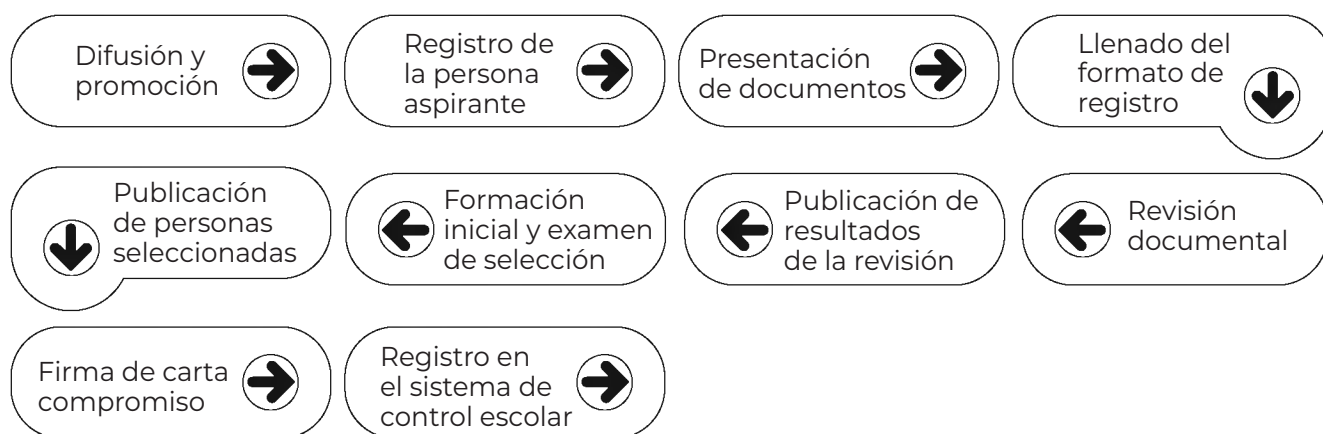 Difusión y
promoción
Registro de
la persona
aspirante
Presentación
de documentos
Llenado del
formato de
registro
Revisión
documental
Publicación de
resultados
de la revisión
Formación
inicial y examen
de selección
Publicación
de personas
seleccionadas
Firma de carta
compromiso
Registro en
el sistema de
control escolar